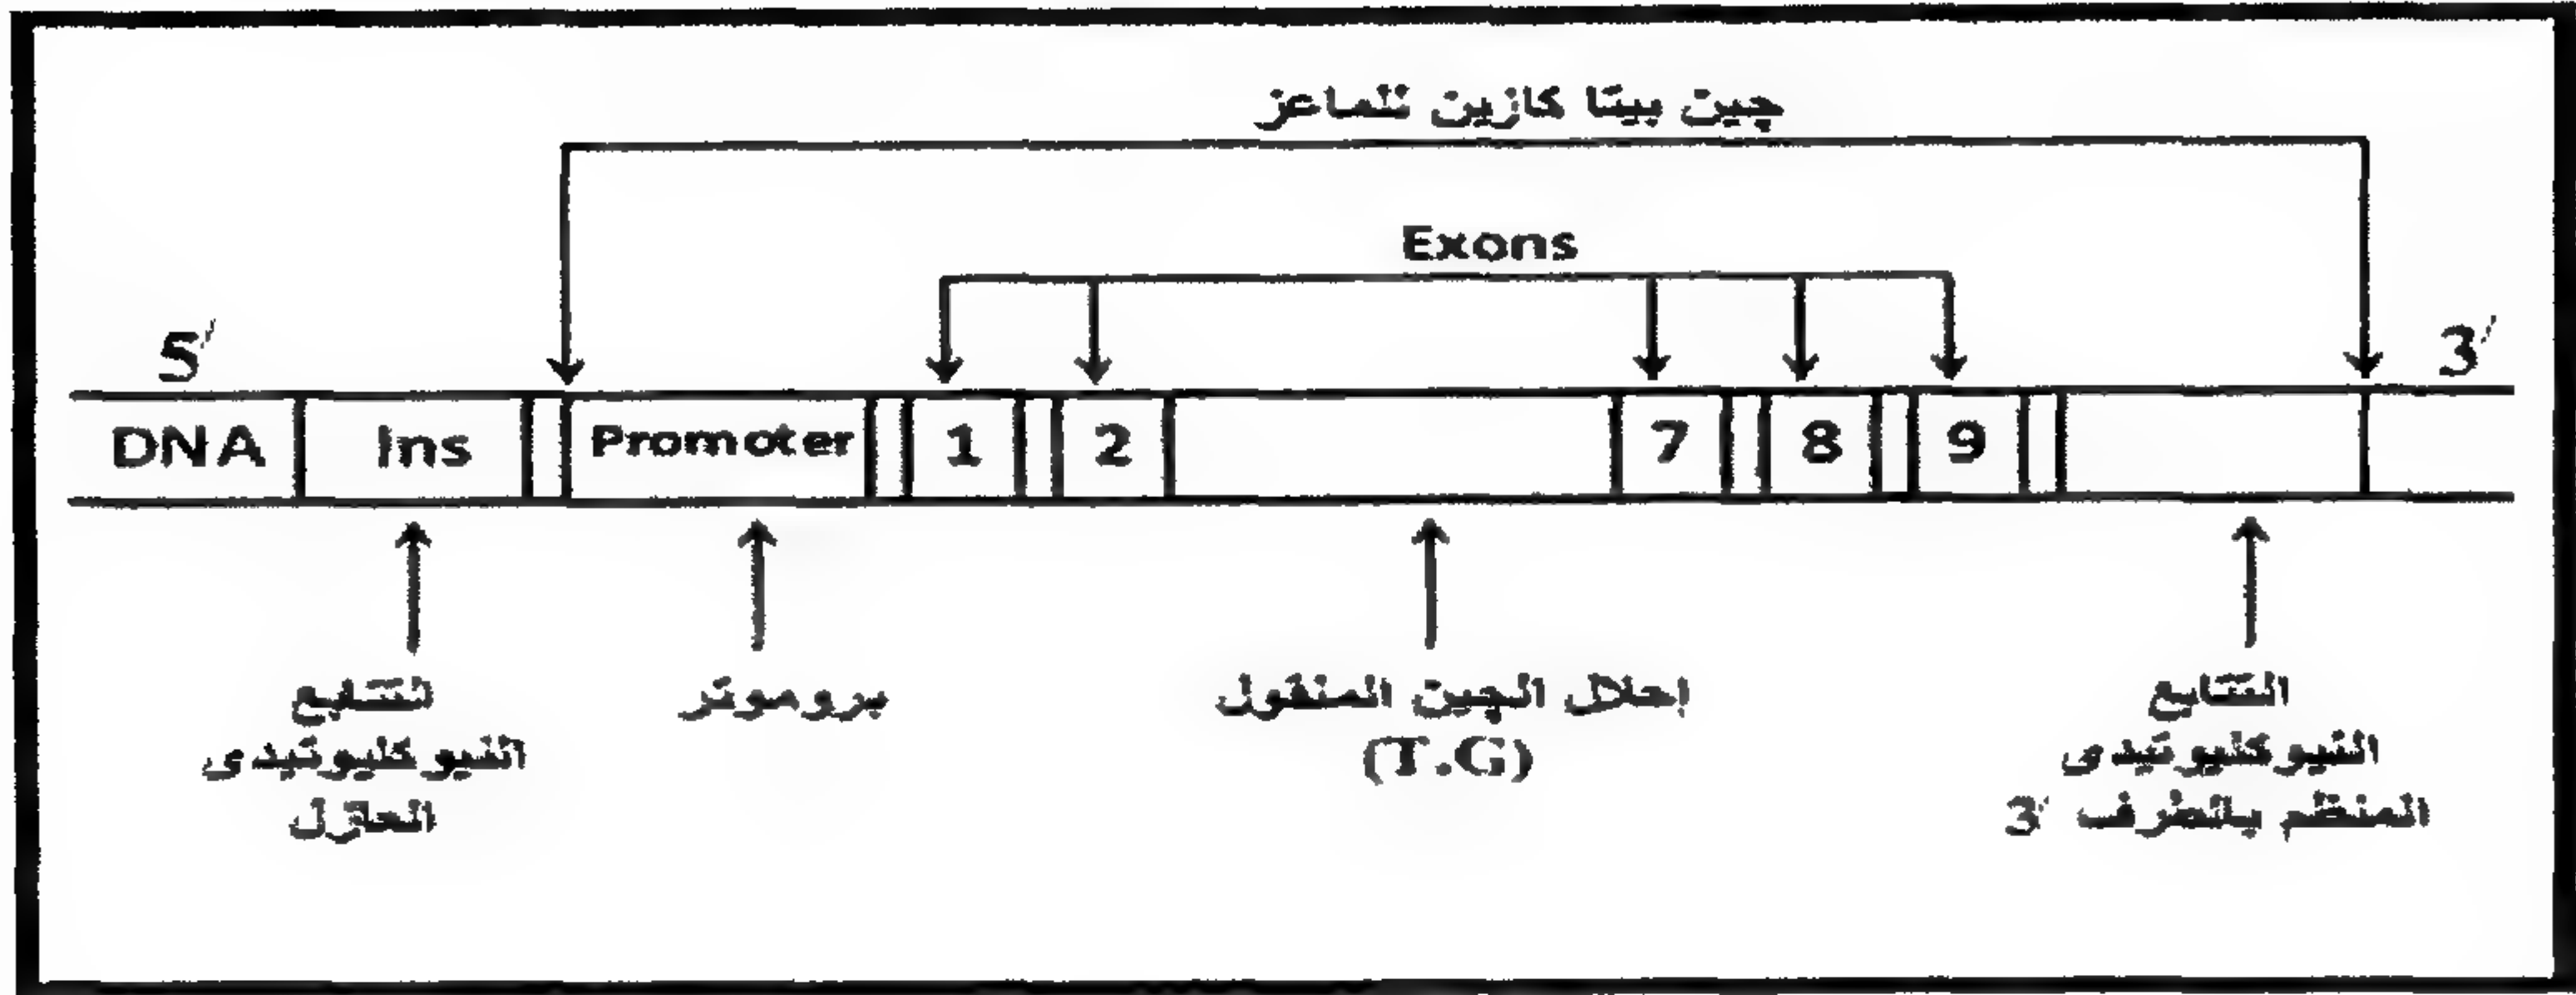 جين بيتا كازين للماعز
Exons
5′ 3′
DNA Ins Promoter 1 2 7 8 9
التتابع
النيوكليوتيدى
العازل
بروموتر
إحلال الجين المنقول
(T.G)
التتابع
النيوكليوتيدى
المنظم بالطرف 3′